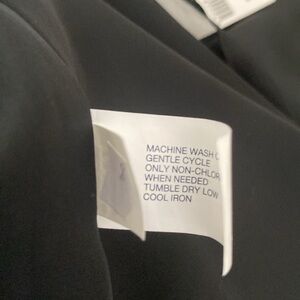 MACHINE WASH C
GENTLE CYCLE
ONLY NON-CHLOR
WHEN NEEDED
TUMBLE DRY LOW
COOL IRON